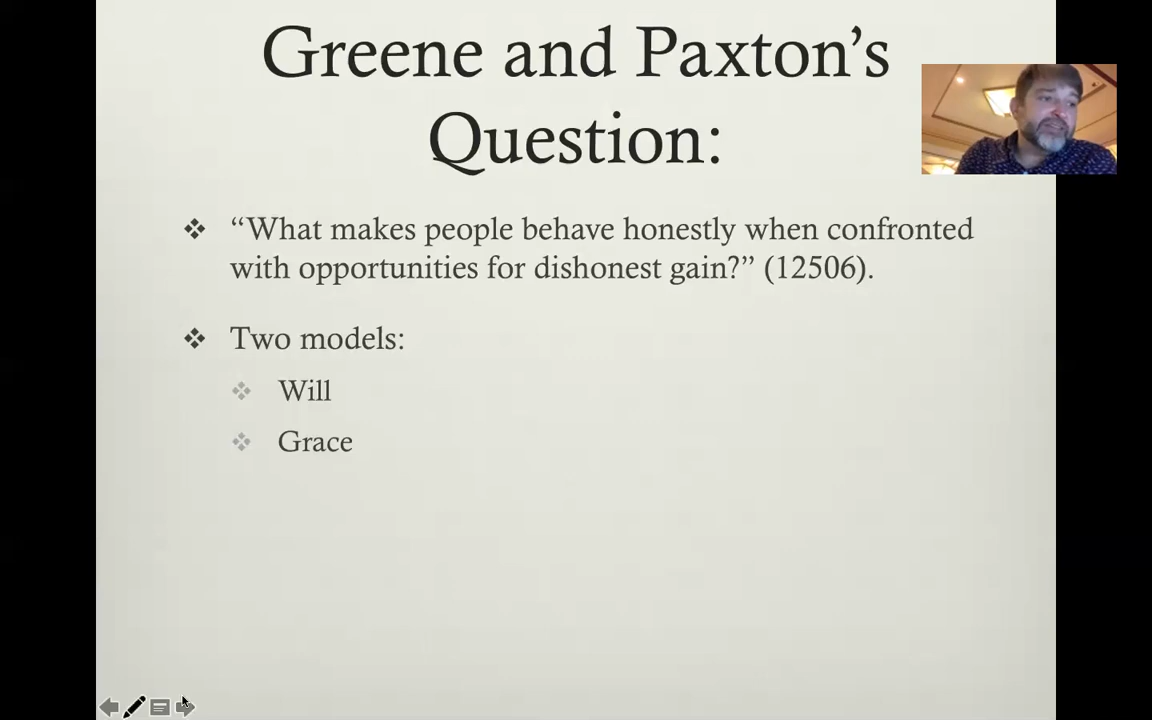 Greene and Paxton’s
Question:
“What makes people behave honestly when confronted
with opportunities for dishonest gain?” (12506).
Two models:
Will
Grace